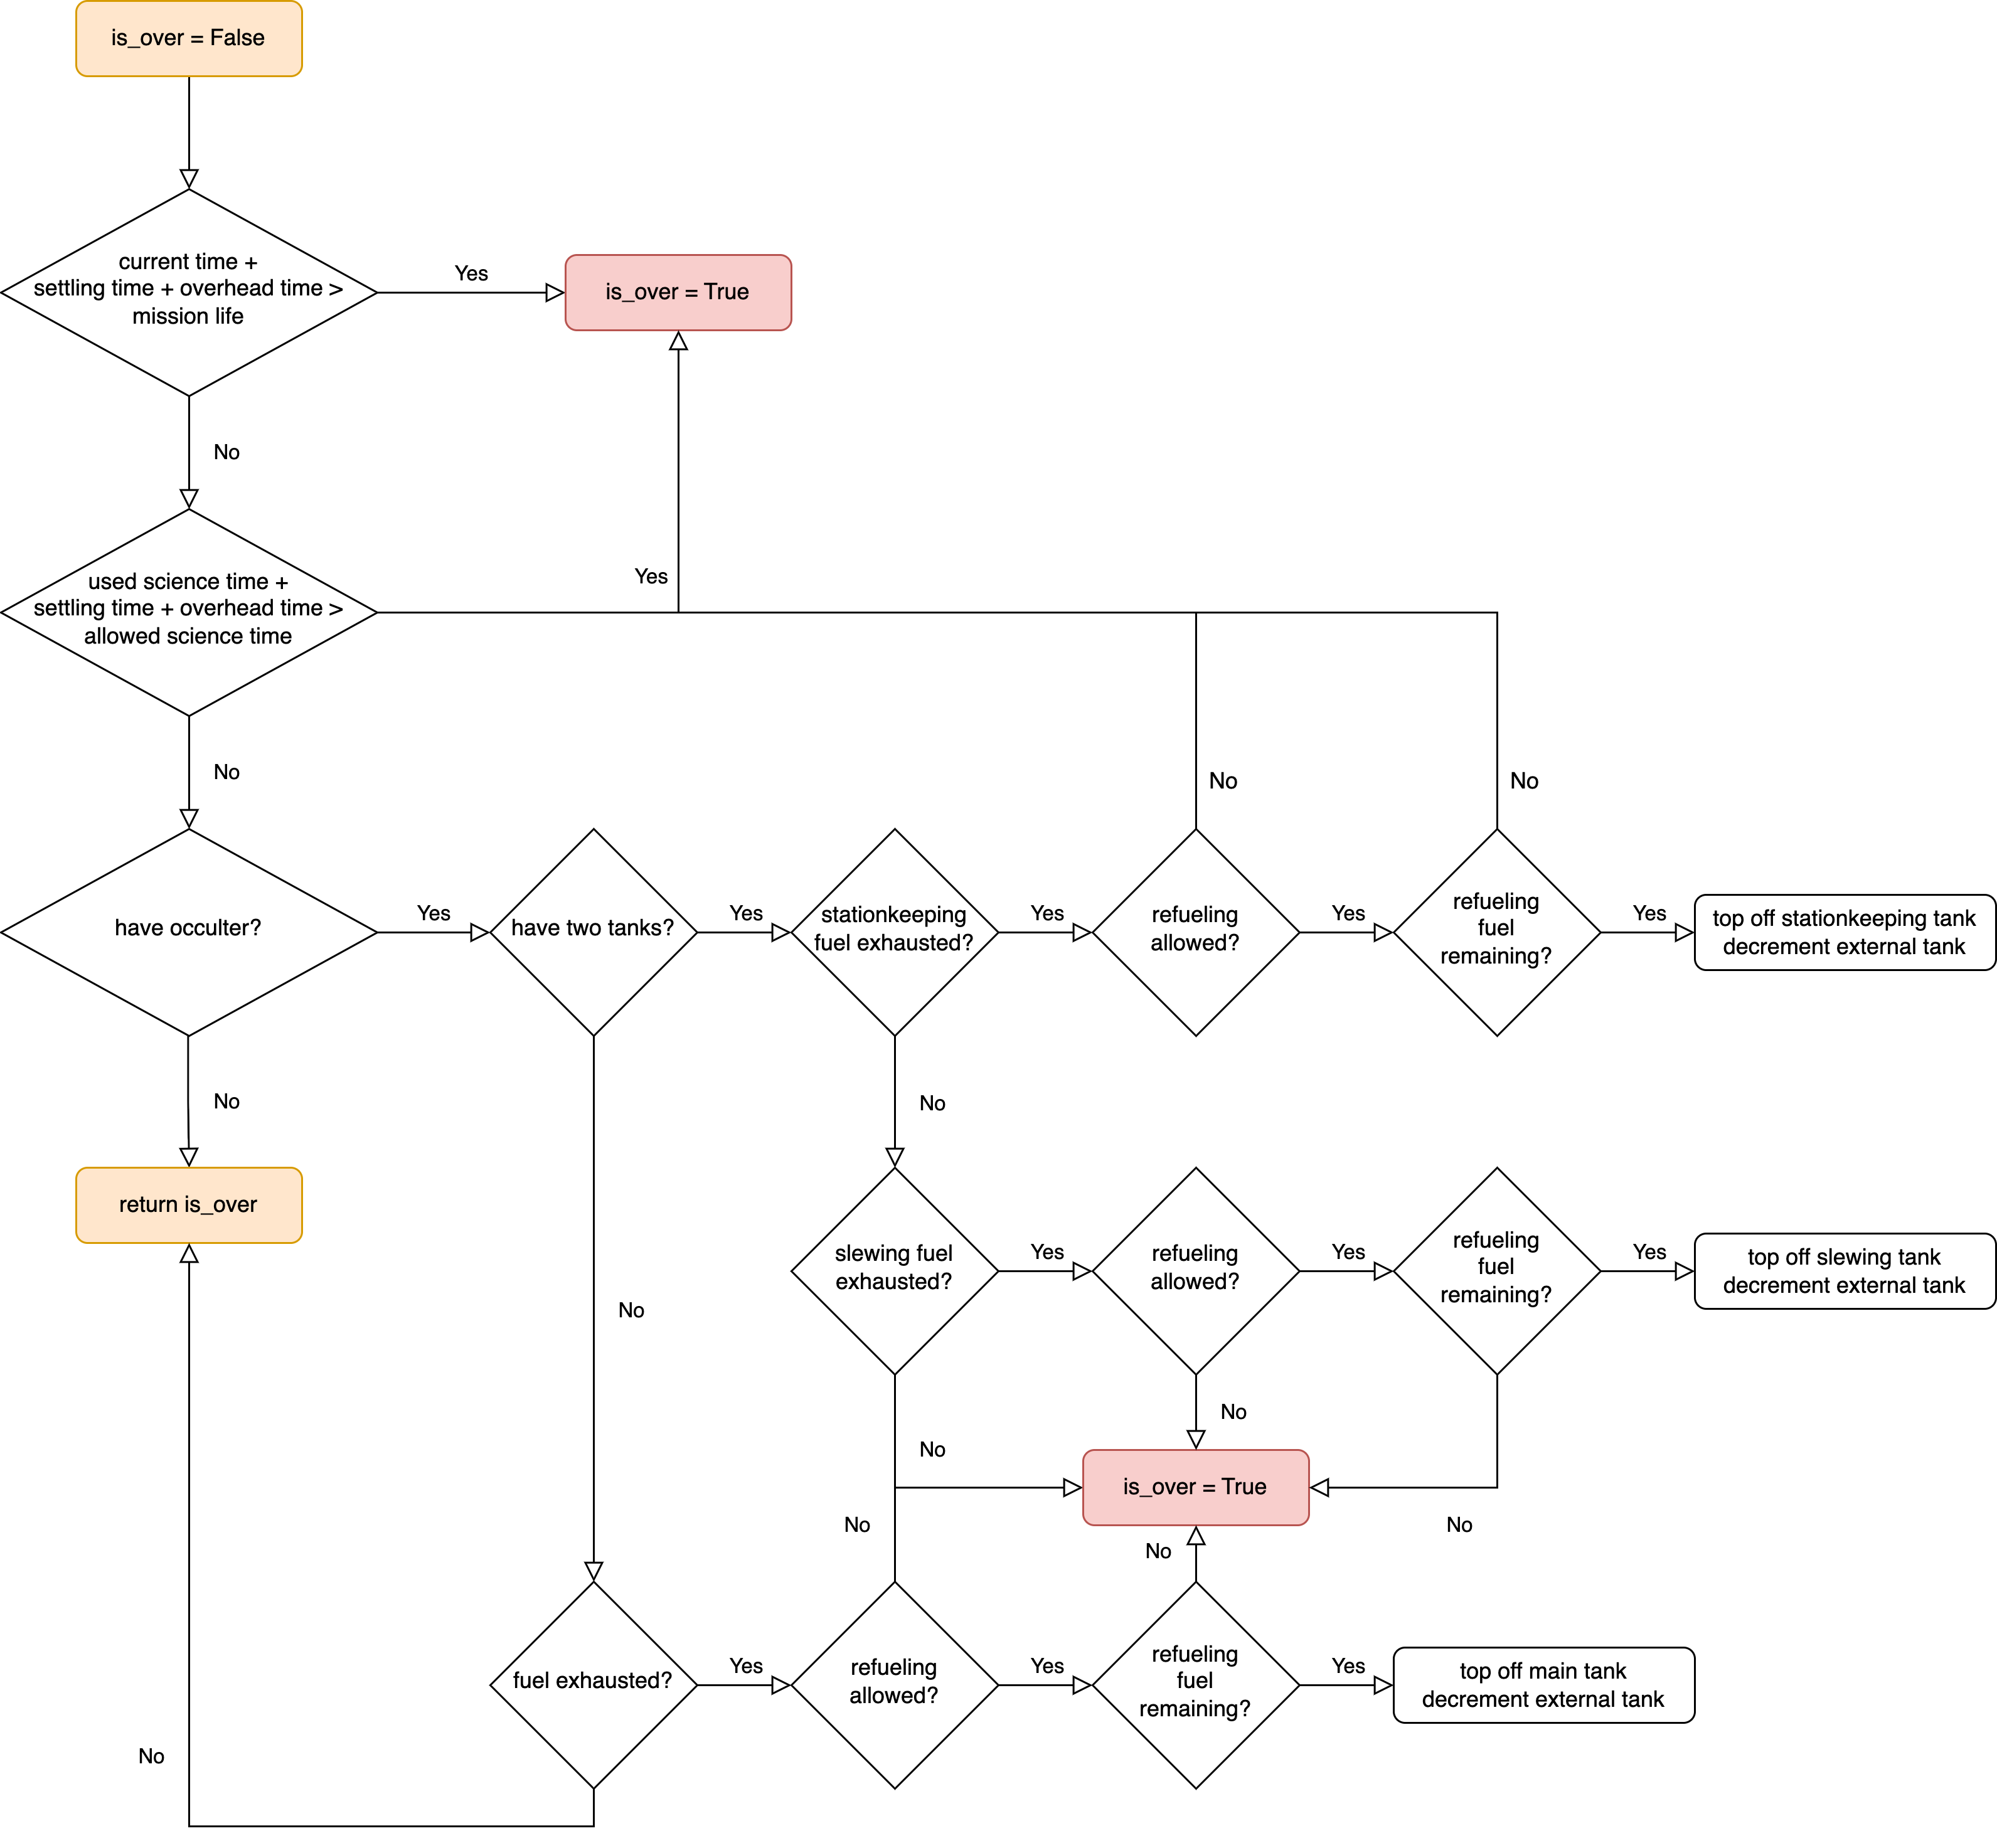 is_over = False
current time +
settling time + overhead time >
mission life
Yes
is_over = True
No
used science time +
settling time + overhead time >
allowed science time
Yes
No
No
No
have occulter?
Yes
have two tanks?
Yes
stationkeeping
fuel exhausted?
Yes
refueling
allowed?
Yes
refueling
fuel
remaining?
Yes
top off stationkeeping tank
decrement external tank
No
No
return is_over
No
slewing fuel
exhausted?
Yes
refueling
allowed?
Yes
refueling
fuel
remaining?
Yes
top off slewing tank
decrement external tank
No
No
is_over = True
No
No
No
fuel exhausted?
Yes
refueling
allowed?
Yes
refueling
fuel
remaining?
Yes
top off main tank
decrement external tank
No